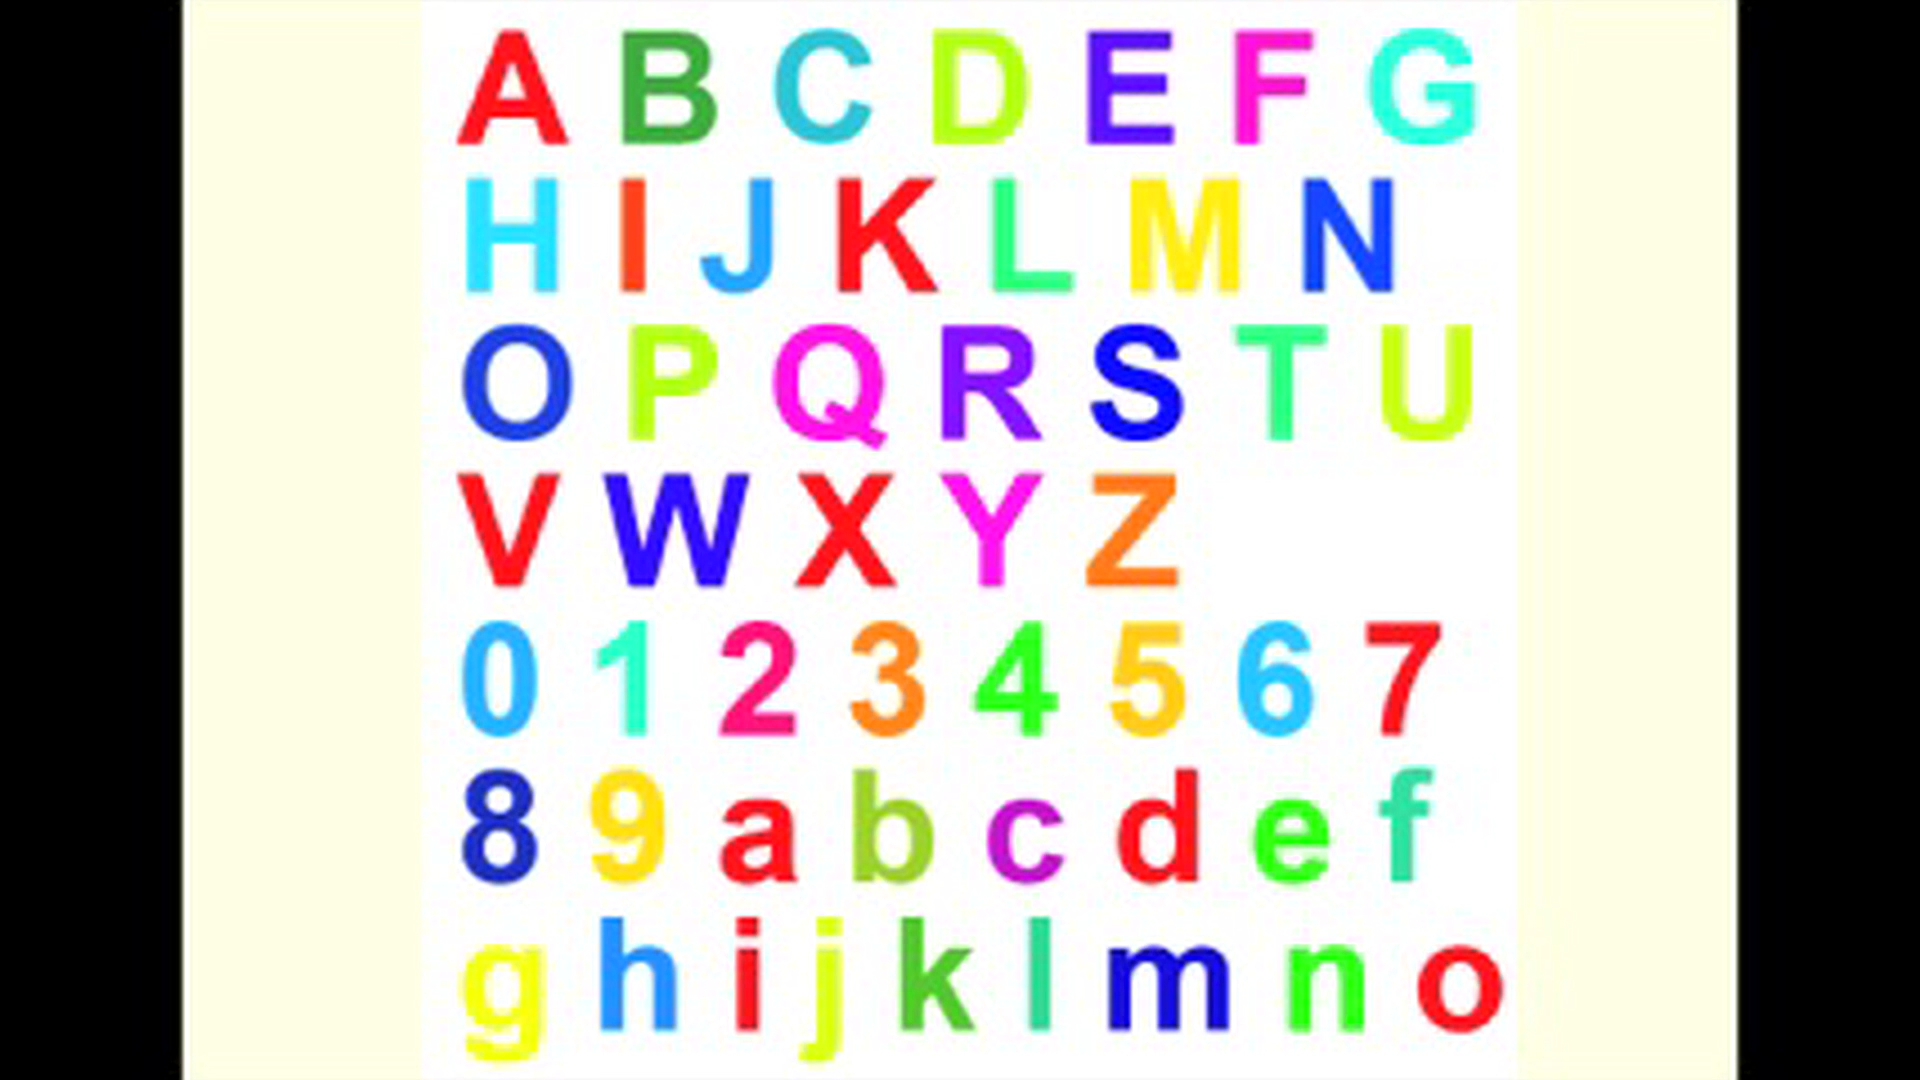 A B C D E F G
H I J K L M N
O P Q R S T U
V W X Y Z
0 1 2 3 4 5 6 7
8 9 a b c d e f
g h i j k l m n o